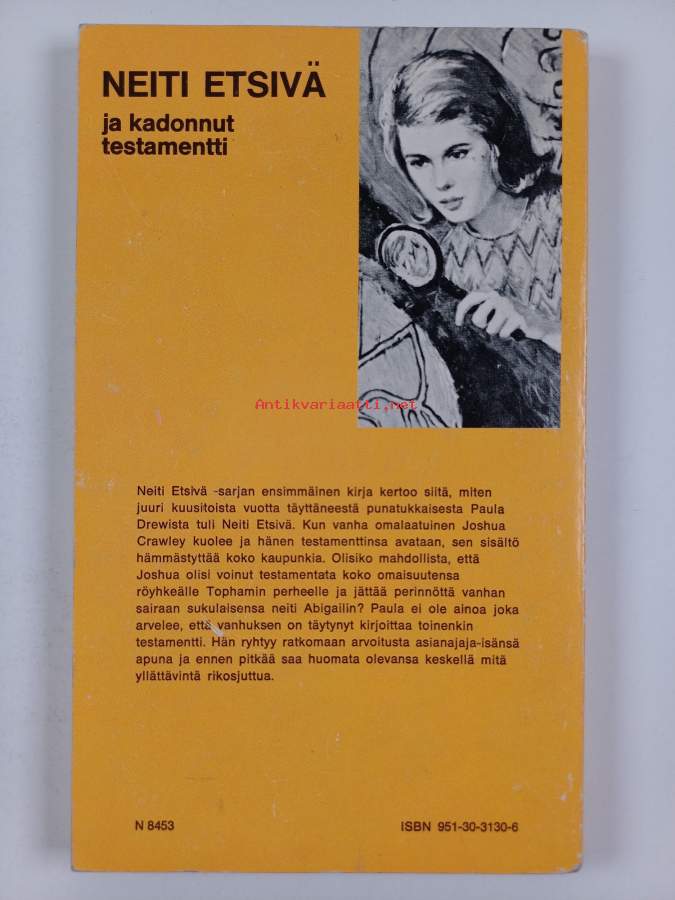 NEITI ETSIVÄ
ja kadonnut
testamentti
Antikvariaatti.net
Neiti Etsivä -sarjan ensimmäinen kirja kertoo siitä, miten
juuri kuusitoista vuotta täyttäneestä punatukkaisesta Paula
Drewista tuli Neiti Etsivä. Kun vanha omalaatuinen Joshua
Crawley kuolee ja hänen testamenttinsa avataan, sen sisältö
hämmästyttää koko kaupunkia. Olisiko mahdollista, että
Joshua olisi voinut testamentata koko omaisuutensa
röyhkeälle Tophamin perheelle ja jättää perinnöttä vanhan
sairaan sukulaisensa neiti Abigailin? Paula ei ole ainoa joka
arvelee, että vanhuksen on täytynyt kirjoittaa toinenkin
testamentti. Hän ryhtyy ratkomaan arvoitusta asianajaja-isänsä
apuna ja ennen pitkää saa huomata olevansa keskellä mitä
yllättävintä rikosjuttua.
N 8453
ISBN 951-30-3130-6